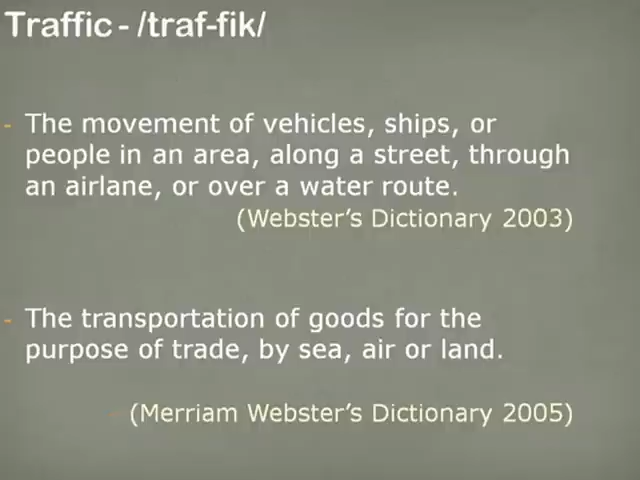 Traffic - /traf-fik/
- The movement of vehicles, ships, or
people in an area, along a street, through
an airlane, or over a water route.
(Webster’s Dictionary 2003)
- The transportation of goods for the
purpose of trade, by sea, air or land.
(Merriam Webster’s Dictionary 2005)